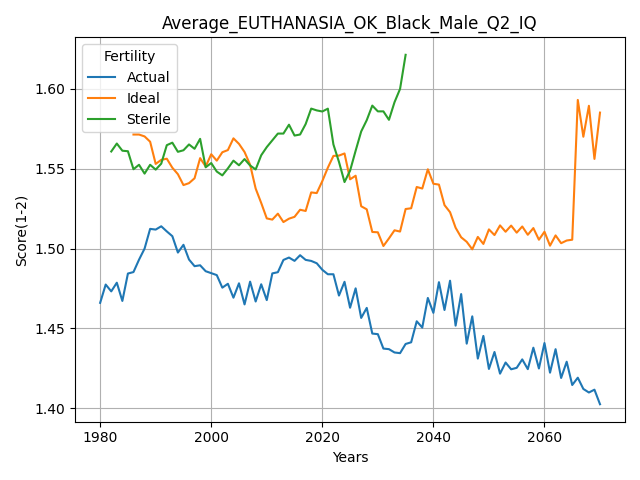 Average_EUTHANASIA_OK_Black_Male_Q2_IQ
Fertility
Actual
Ideal
Sterile
Score(1-2)
1.60
1.55
1.50
1.45
1.40
1980
2000
2020
2040
2060
Years